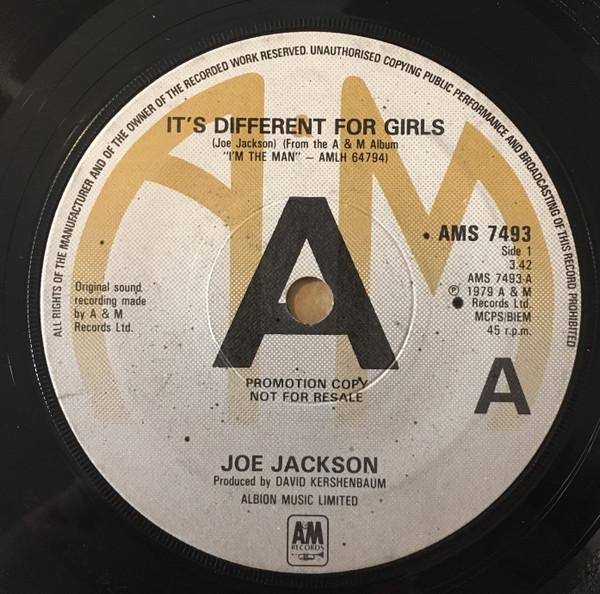 ALL RIGHTS OF THE MANUFACTURER AND OF THE OWNER OF THE RECORDED WORK RESERVED. UNAUTHORISED COPYING PUBLIC PERFORMANCE AND BROADCASTING OF THIS RECORD PROHIBITED
A&M
IT'S DIFFERENT FOR GIRLS
(Joe Jackson) (From the A & M Album
"I'M THE MAN" – AMLH 64794)
A
AMS 7493
Side 1
3.42
AMS 7493-A
Ⓟ 1979 A & M
Records Ltd.
MCPS/BIEM
45 r.p.m.
Original sound
recording made
by A & M
Records Ltd.
PROMOTION COPY
NOT FOR RESALE
A
JOE JACKSON
Produced by DAVID KERSHENBAUM
ALBION MUSIC LIMITED
A&M
RECORDS